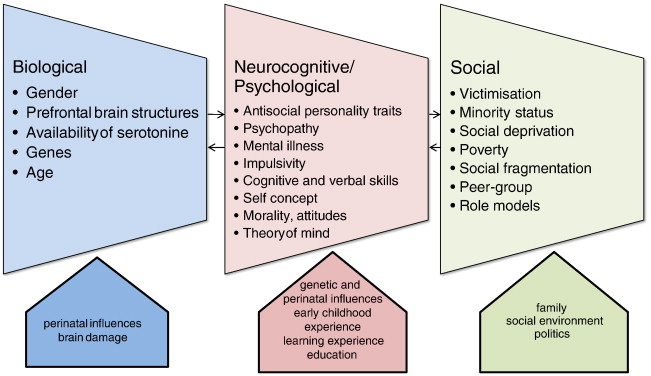 Biological
• Gender
• Prefrontal brain structures
• Availability of serotonine
• Genes
• Age
Neurocognitive/
Psychological
• Antisocial personality traits
• Psychopathy
• Mental illness
• Impulsivity
• Cognitive and verbal skills
• Self concept
• Morality, attitudes
• Theory of mind
Social
• Victimisation
• Minority status
• Social deprivation
• Poverty
• Social fragmentation
• Peer-group
• Role models
perinatal influences
brain damage
genetic and
perinatal influences
early childhood
experience
learning experience
education
family
social environment
politics